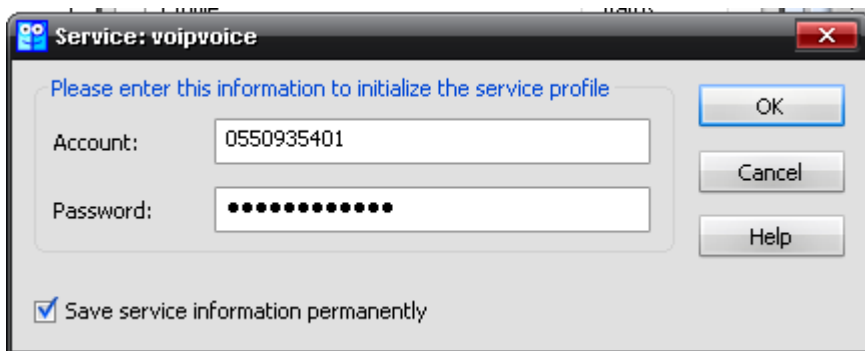 Service: voipvoice
Please enter this information to initialize the service profile
OK
Account: 0550935401
Cancel
Password: ●●●●●●●●●●●●
Help
Save service information permanently